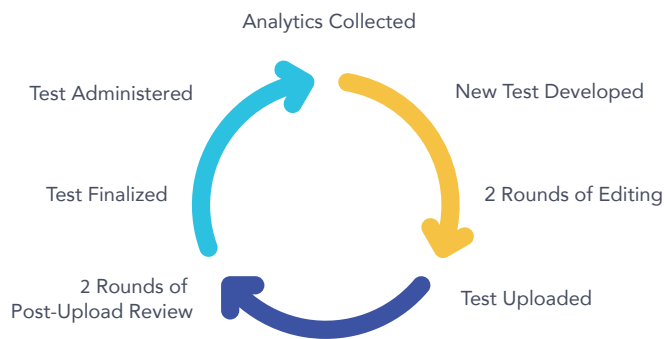 Analytics Collected
New Test Developed
2 Rounds of Editing
Test Uploaded
2 Rounds of
Post-Upload Review
Test Finalized
Test Administered